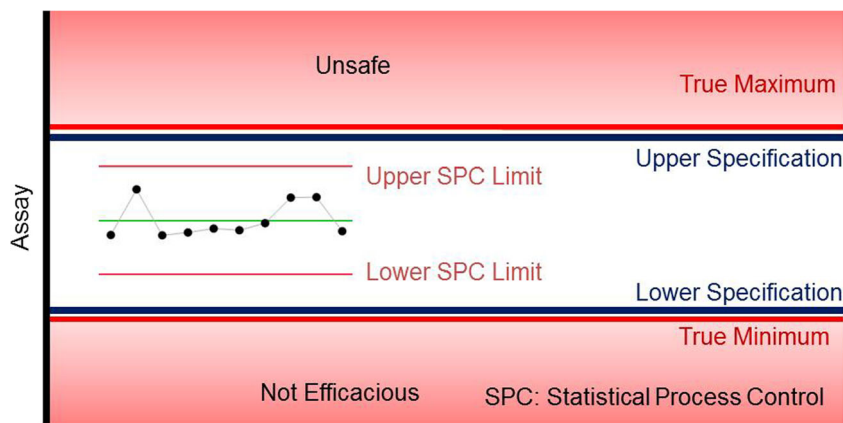 Unsafe
True Maximum
Upper Specification
Upper SPC Limit
Assay
Lower SPC Limit
Lower Specification
True Minimum
Not Efficacious
SPC: Statistical Process Control